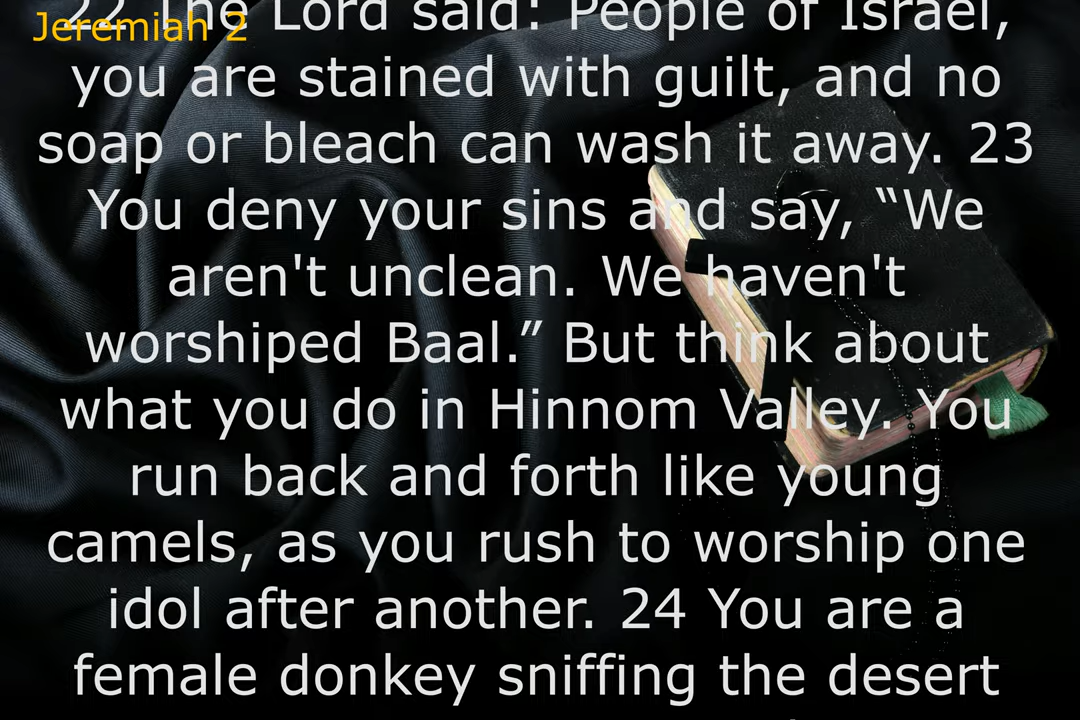 22 The Lord said: People of Israel,
Jeremiah 2
you are stained with guilt, and no
soap or bleach can wash it away. 23
You deny your sins and say, “We
aren't unclean. We haven't
worshiped Baal.” But think about
what you do in Hinnom Valley. You
run back and forth like young
camels, as you rush to worship one
idol after another. 24 You are a
female donkey sniffing the desert